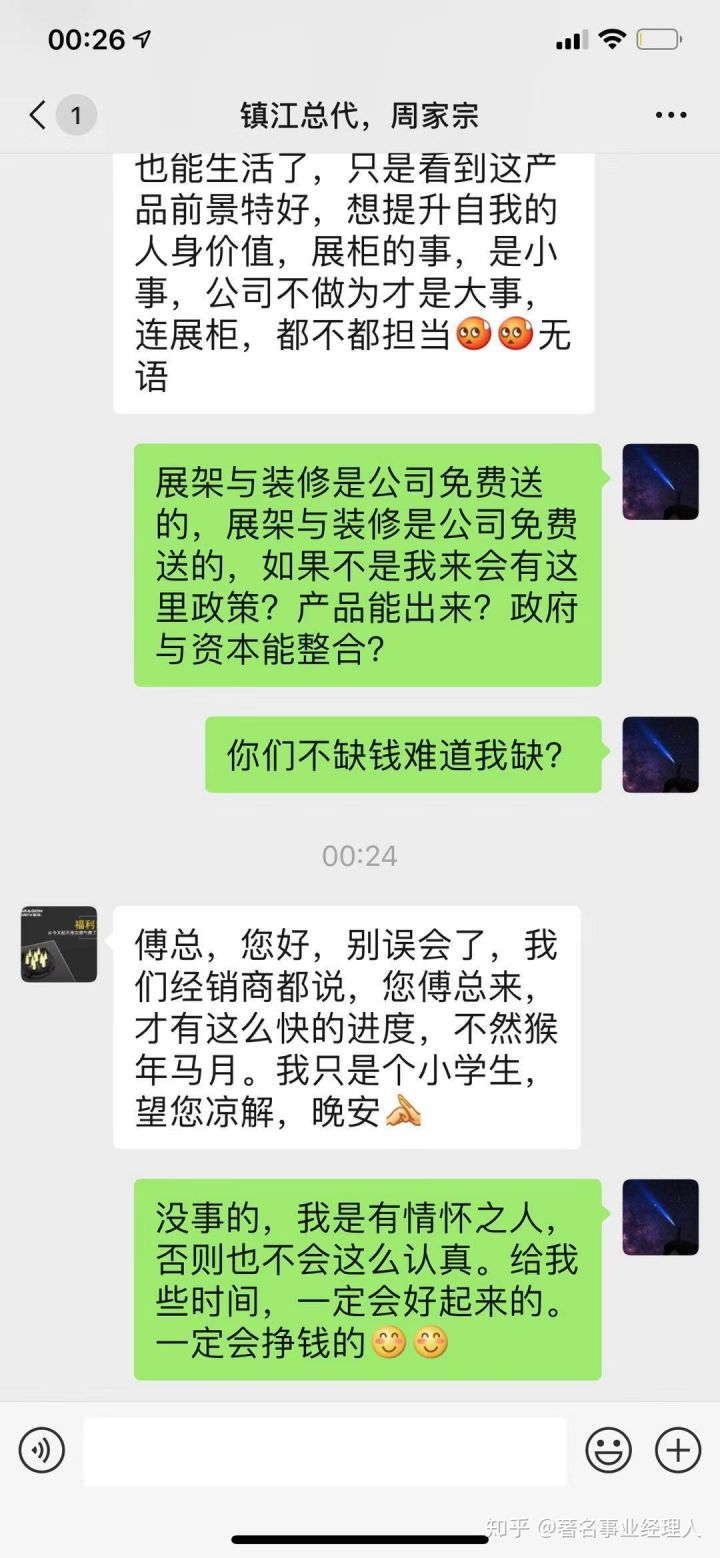 00:26
1
镇江总代，周家宗
也能生活了，只是看到这产
品前景特好，想提升自我的
人身价值，展柜的事，是小
事，公司不做为才是大事，
连展柜，都不都担当🥺🥺无
语
展架与装修是公司免费送
的，展架与装修是公司免费
送的，如果不是我来会有这
里政策？产品能出来？政府
与资本能整合？
你们不缺钱难道我缺？
00:24
福利
傅总，您好，别误会了，我
们经销商都说，您傅总来，
才有这么快的进度，不然猴
年马月。我只是个小学生，
望您凉解，晚安🙏
没事的，我是有情怀之人，
否则也不会这么认真。给我
些时间，一定会好起来的。
一定会挣钱的😊😊
知乎 @著名事业经理人